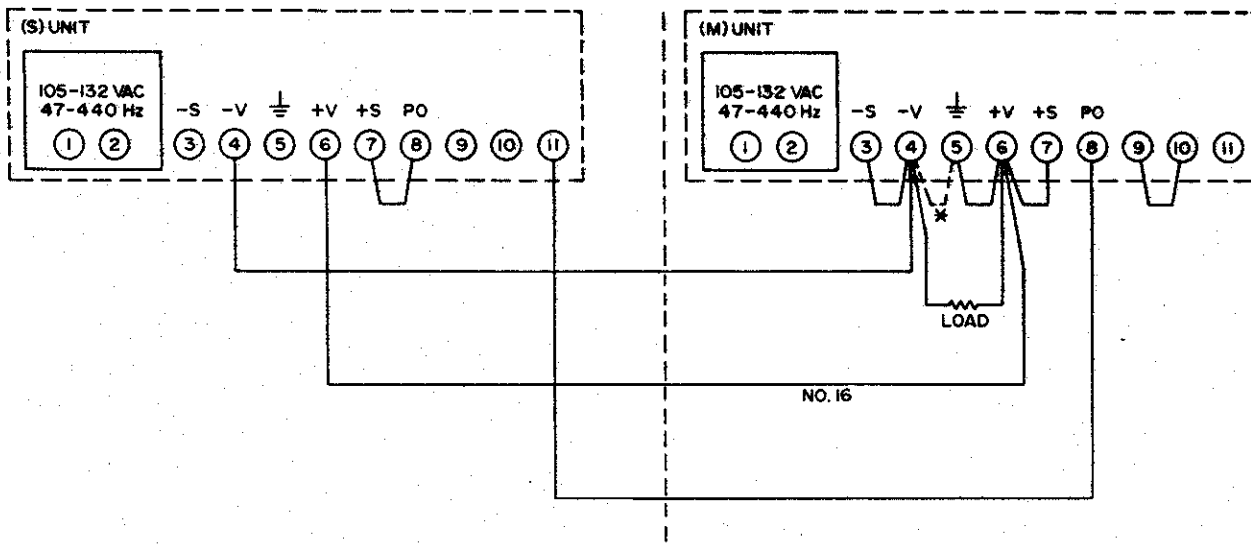 (S) UNIT
105-132 VAC
47-440 Hz
-S -V +V +S PO
1 2 3 4 5 6 7 8 9 10 11
(M) UNIT
105-132 VAC
47-440 Hz
-S -V +V +S PO
1 2 3 4 5 6 7 8 9 10 11
*
LOAD
NO. 16